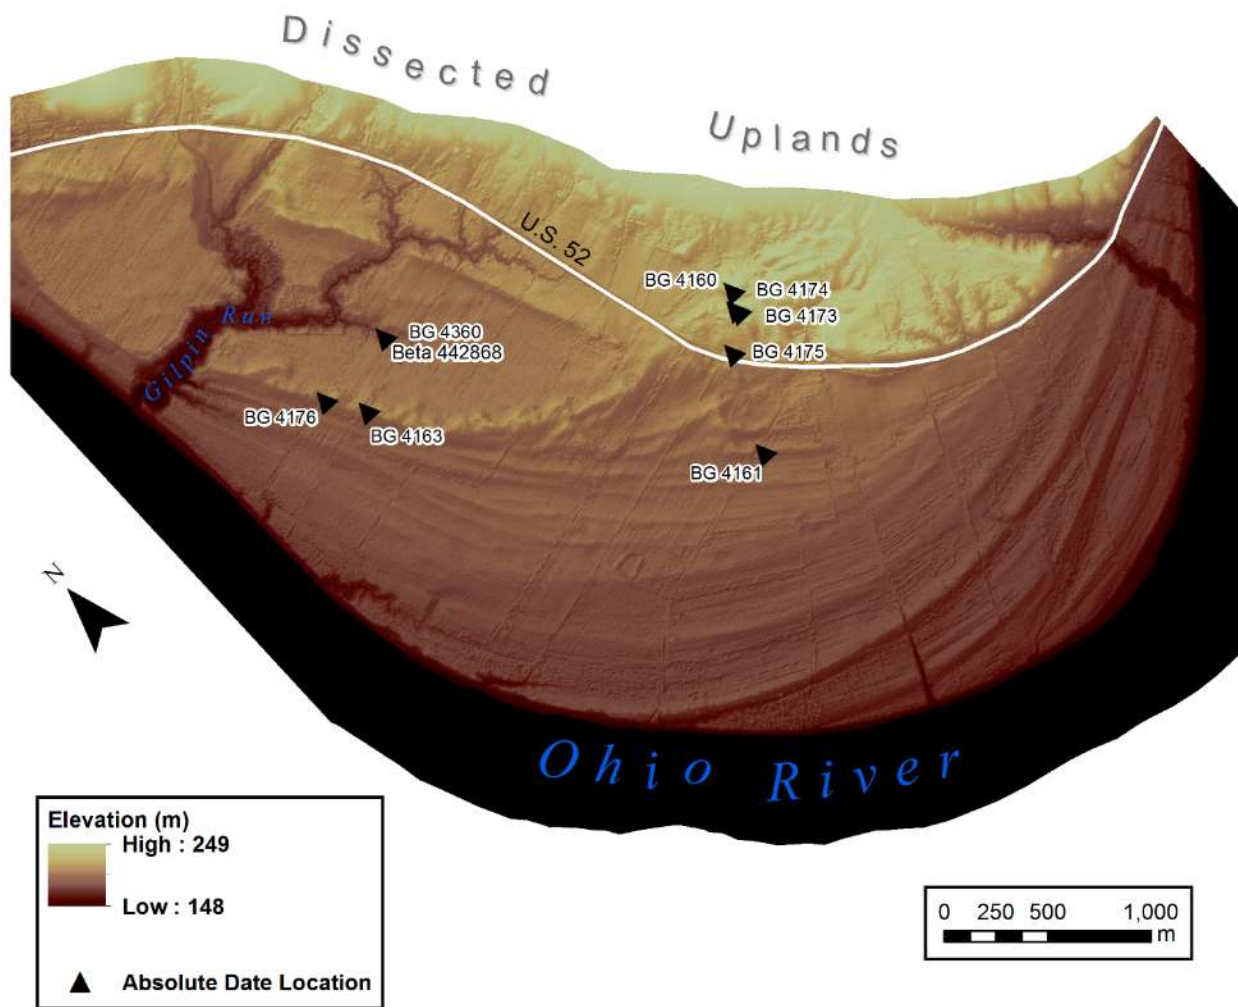 Dissected
Uplands
U.S. 52
BG 4160
BG 4174
BG 4173
BG 4175
Gilpin Run
BG 4360
Beta 442868
BG 4176
BG 4163
BG 4161
N
Ohio River
Elevation (m)
High : 249
Low : 148
Absolute Date Location
0 250 500 1,000
m